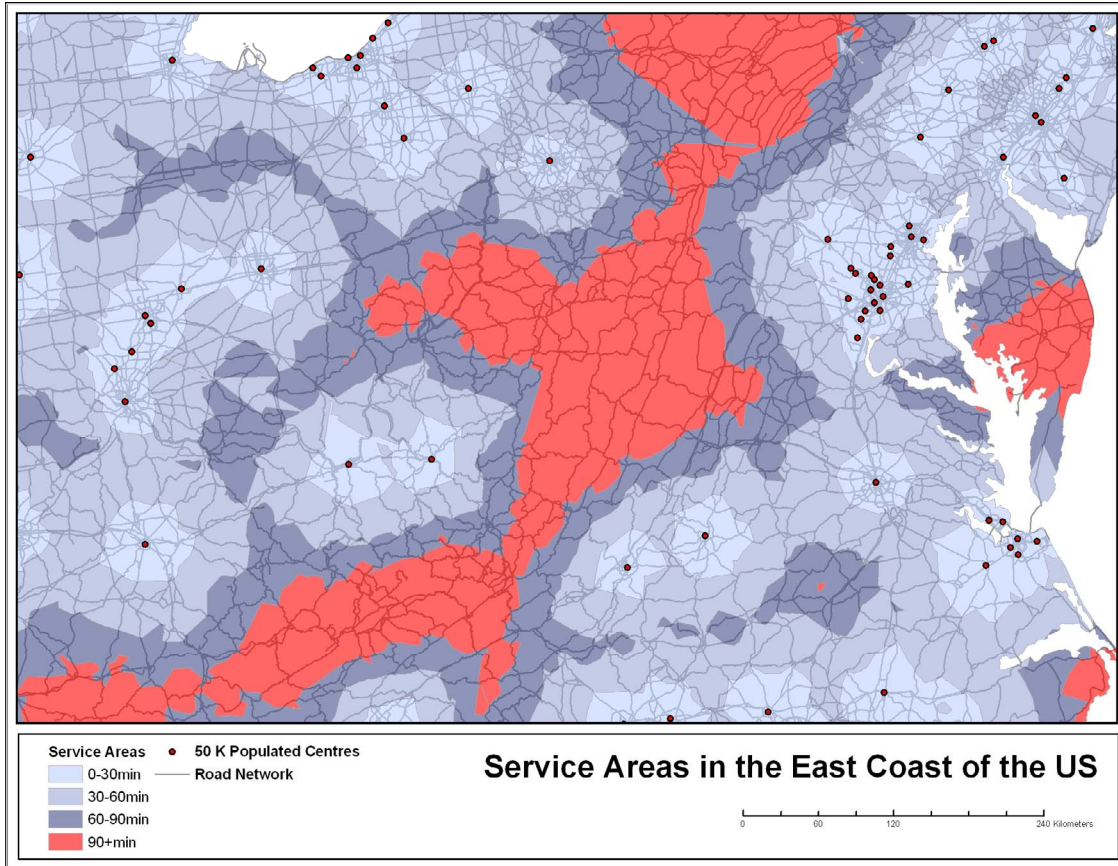 Service Areas
0-30min
30-60min
60-90min
90+min
50 K Populated Centres
Road Network
Service Areas in the East Coast of the US
0 60 120 240 Kilometers